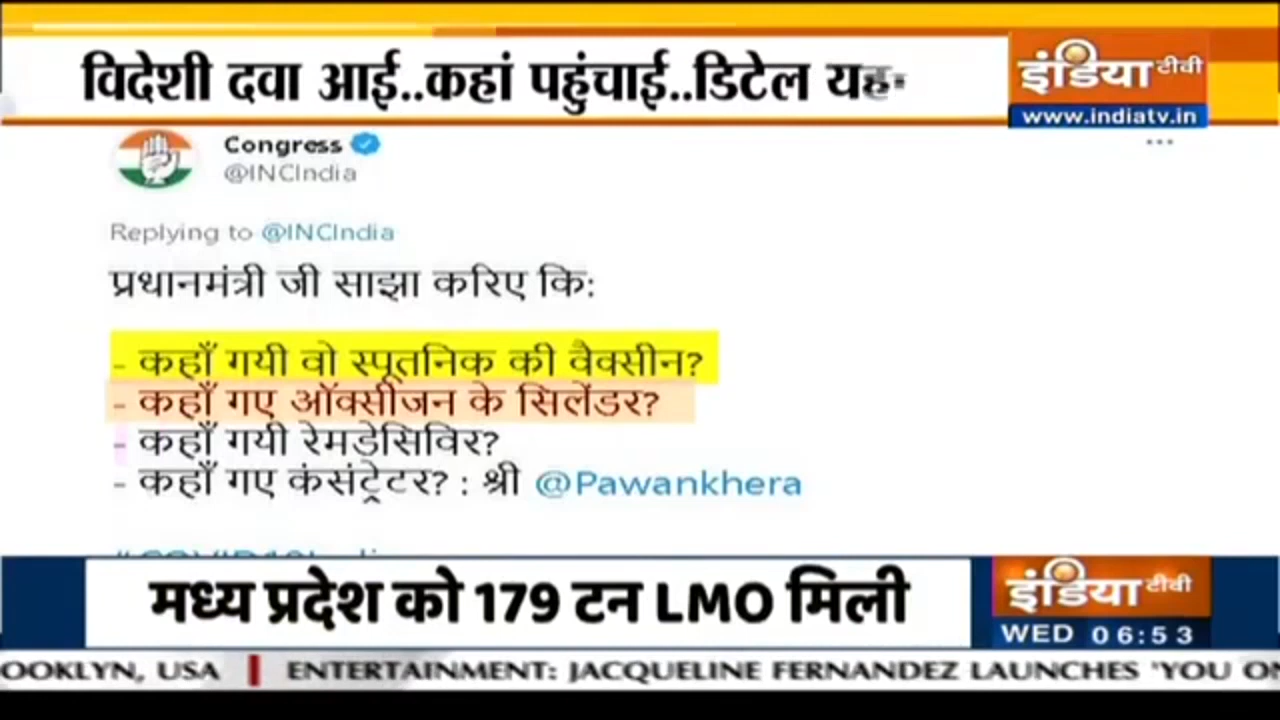 विदेशी दवा आई..कहां पहुंचाई..डिटेल
इंडिया टीवी
www.indiatv.in
Congress
@INCIndia
Replying to @INCIndia
प्रधानमंत्री जी साझा करिए कि:
- कहाँ गयी वो स्पूतनिक की वैक्सीन?
- कहाँ गए ऑक्सीजन के सिलेंडर?
- कहाँ गयी रेमडेसिविर?
- कहाँ गए कंसंट्रेटर? : श्री @Pawankhera
मध्य प्रदेश को 179 टन LMO मिली
इंडिया टीवी
WED 06:53
OOKLYN, USA | ENTERTAINMENT: JACQUELINE FERNANDEZ LAUNCHES 'YOU